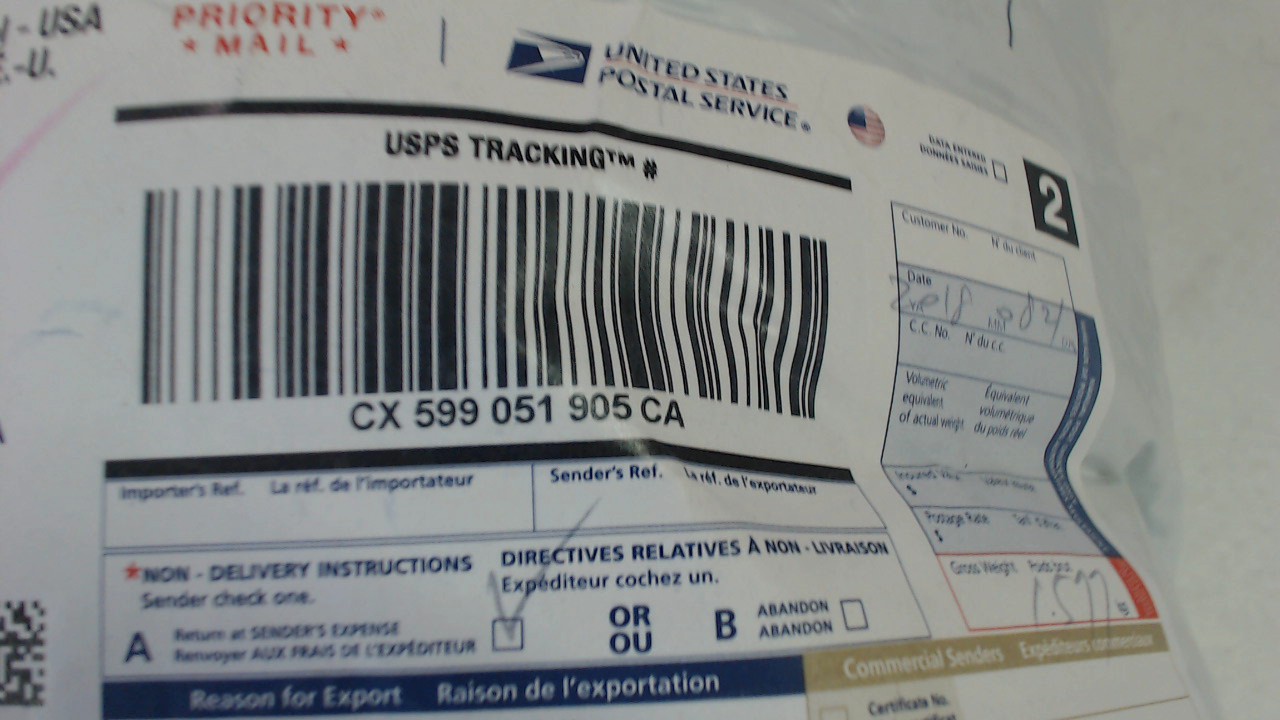 - USA
.-U.
PRIORITY
* MAIL *
UNITED STATES
POSTAL SERVICE®
USPS TRACKING™ #
CX 599 051 905 CA
DATA ENTERED
DONNÉES SAISIES
2
Customer No. N° du client
Date
2018
MM
C.C. No. N° du c.c.
Volumetric
equivalent
of actual weight
Équivalent
volumétrique
du poids réel
$
Postage Rate
$
Gross Weight Poids brut
Importer's Ref. La réf. de l'importateur
Sender's Ref. La réf. de l'exportateur
*NON - DELIVERY INSTRUCTIONS
Sender check one.
DIRECTIVES RELATIVES À NON - LIVRAISON
Expéditeur cochez un.
A Return at SENDER'S EXPENSE
Renvoyer AUX FRAIS DE L'EXPÉDITEUR
OR
OU
B ABANDON
ABANDON
Reason for Export Raison de l'exportation
Commercial Senders Expéditeurs commerciaux
Certificate No.